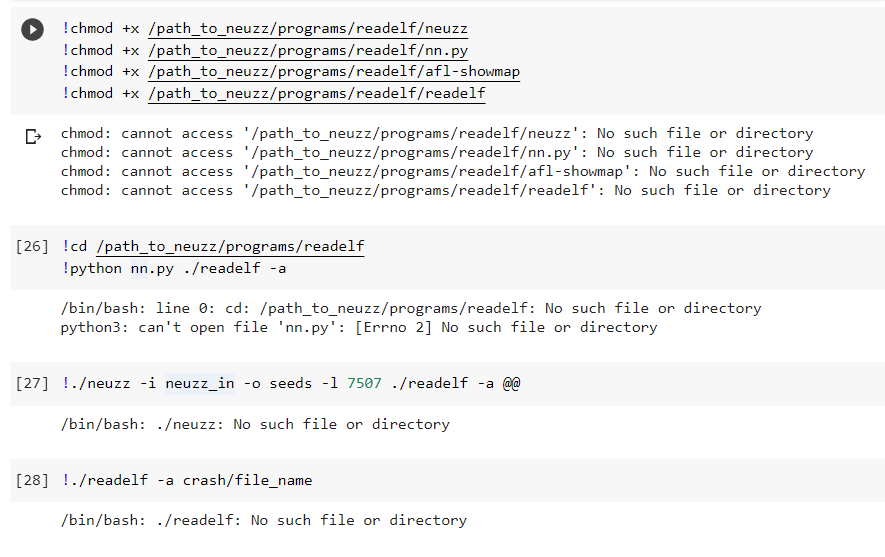 !chmod +x /path_to_neuzz/programs/readelf/neuzz
!chmod +x /path_to_neuzz/programs/readelf/nn.py
!chmod +x /path_to_neuzz/programs/readelf/afl-showmap
!chmod +x /path_to_neuzz/programs/readelf/readelf
chmod: cannot access '/path_to_neuzz/programs/readelf/neuzz': No such file or directory
chmod: cannot access '/path_to_neuzz/programs/readelf/nn.py': No such file or directory
chmod: cannot access '/path_to_neuzz/programs/readelf/afl-showmap': No such file or directory
chmod: cannot access '/path_to_neuzz/programs/readelf/readelf': No such file or directory
[26] !cd /path_to_neuzz/programs/readelf
!python nn.py ./readelf -a
/bin/bash: line 0: cd: /path_to_neuzz/programs/readelf: No such file or directory
python3: can't open file 'nn.py': [Errno 2] No such file or directory
[27] !./neuzz -i neuzz_in -o seeds -l 7507 ./readelf -a @@
/bin/bash: ./neuzz: No such file or directory
[28] !./readelf -a crash/file_name
/bin/bash: ./readelf: No such file or directory